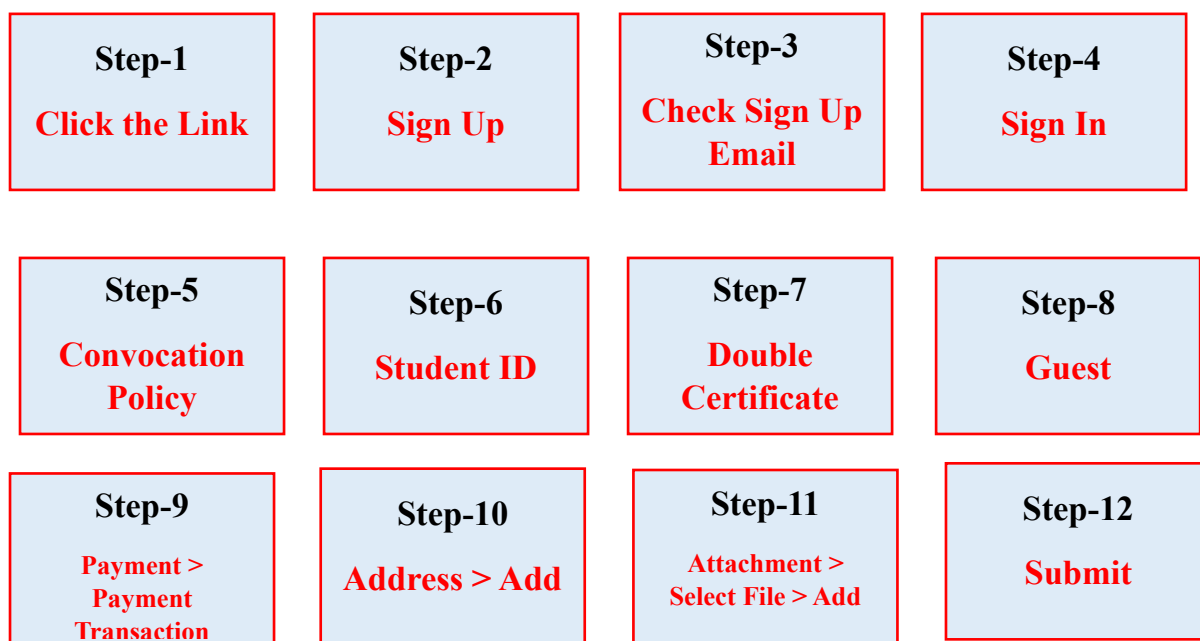 Step-1
Click the Link
Step-2
Sign Up
Step-3
Check Sign Up
Email
Step-4
Sign In
Step-5
Convocation
Policy
Step-6
Student ID
Step-7
Double
Certificate
Step-8
Guest
Step-9
Payment >
Payment
Transaction
Step-10
Address > Add
Step-11
Attachment >
Select File > Add
Step-12
Submit